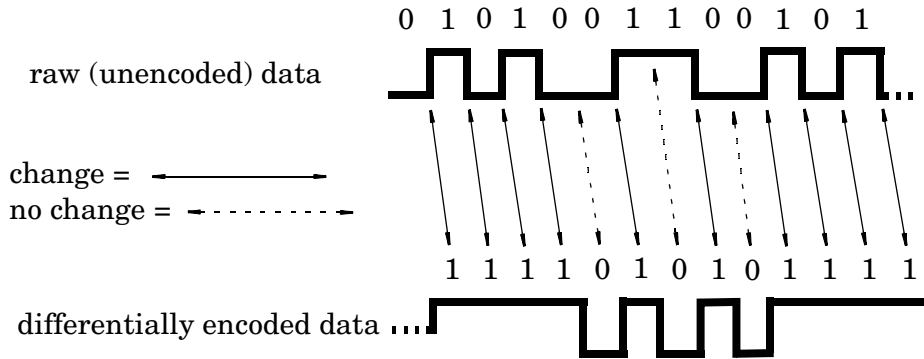 0 1 0 1 0 0 1 1 0 0 1 0 1
raw (unencoded) data
change =
no change =
1 1 1 1 0 1 0 1 0 1 1 1 1
differentially encoded data